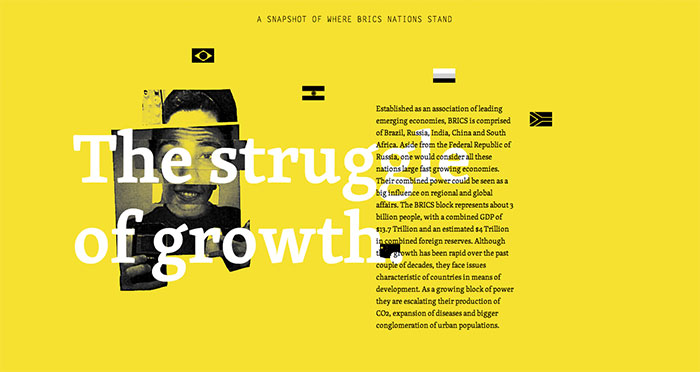 A SNAPSHOT OF WHERE BRICS NATIONS STAND
The struggle
of growth.
Established as an association of leading
emerging economies, BRICS is comprised
of Brazil, Russia, India, China and South
Africa. Aside from the Federal Republic of
Russia, one would consider all these
nations large fast growing economies.
Their combined power could be seen as a
big influence on regional and global
affairs. The BRICS block represents about 3
billion people, with a combined GDP of
$13.7 Trillion and an estimated $4 Trillion
in combined foreign reserves. Although
growth has been rapid over the past
couple of decades, they face issues
characteristic of countries in means of
development. As a growing block of power
they are escalating their production of
CO2, expansion of diseases and bigger
conglomeration of urban populations.